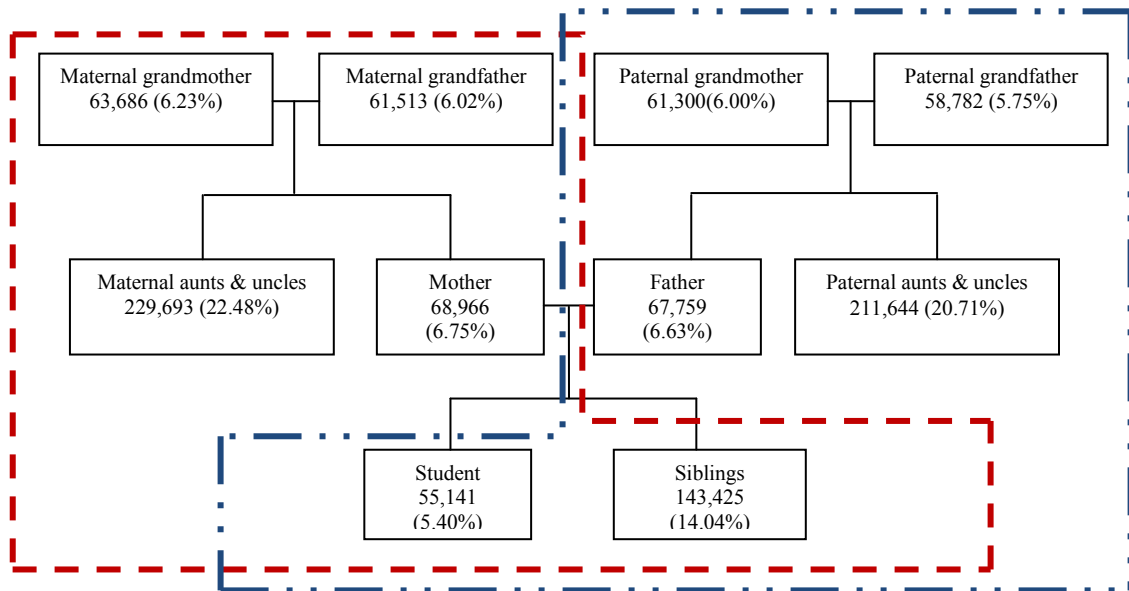 Maternal grandmother
63,686 (6.23%)
Maternal grandfather
61,513 (6.02%)
Paternal grandmother
61,300(6.00%)
Paternal grandfather
58,782 (5.75%)
Maternal aunts & uncles
229,693 (22.48%)
Mother
68,966
(6.75%)
Father
67,759
(6.63%)
Paternal aunts & uncles
211,644 (20.71%)
Student
55,141
(5.40%)
Siblings
143,425
(14.04%)